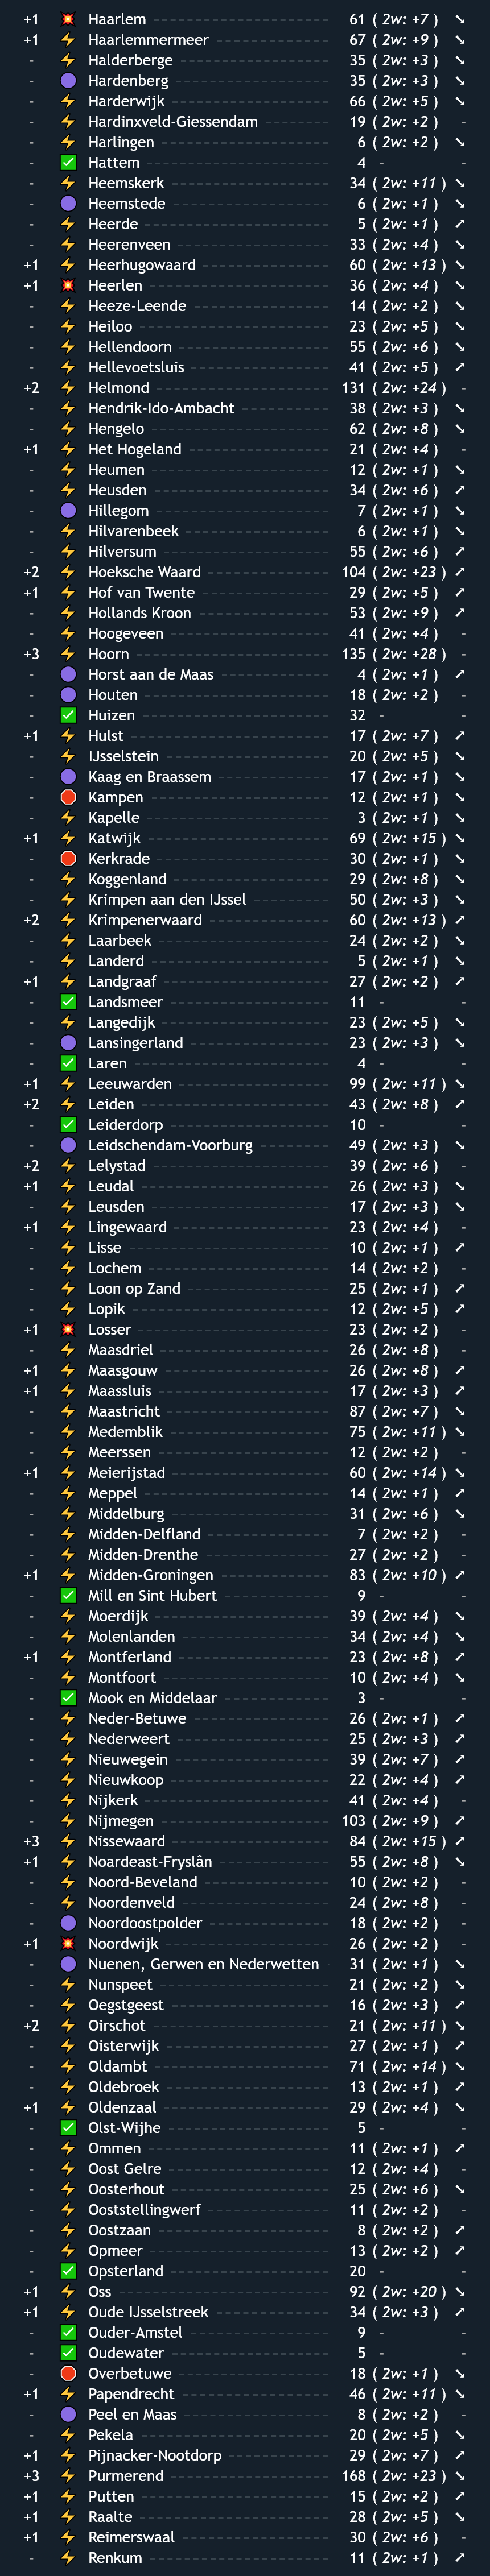 +1 💥 Haarlem 61 ( 2w: +7 ) ➘
+1 ⚡ Haarlemmermeer 67 ( 2w: +9 ) ➘
- ⚡ Halderberge 35 ( 2w: +3 ) ➘
- 🟣 Hardenberg 35 ( 2w: +3 ) ➘
- ⚡ Harderwijk 66 ( 2w: +5 ) ➘
- ⚡ Hardinxveld-Giessendam 19 ( 2w: +2 ) -
- ⚡ Harlingen 6 ( 2w: +2 ) ➘
- ✅ Hattem 4 - -
- ⚡ Heemskerk 34 ( 2w: +11 ) ➘
- 🟣 Heemstede 6 ( 2w: +1 ) ➘
- ⚡ Heerde 5 ( 2w: +1 ) ➚
- ⚡ Heerenveen 33 ( 2w: +4 ) ➘
+1 ⚡ Heerhugowaard 60 ( 2w: +13 ) ➘
+1 💥 Heerlen 36 ( 2w: +4 ) ➘
- ⚡ Heeze-Leende 14 ( 2w: +2 ) ➘
- ⚡ Heiloo 23 ( 2w: +5 ) ➘
- ⚡ Hellendoorn 55 ( 2w: +6 ) ➘
- ⚡ Hellevoetsluis 41 ( 2w: +5 ) ➚
+2 ⚡ Helmond 131 ( 2w: +24 ) -
- ⚡ Hendrik-Ido-Ambacht 38 ( 2w: +3 ) ➘
- ⚡ Hengelo 62 ( 2w: +8 ) ➘
+1 ⚡ Het Hogeland 21 ( 2w: +4 ) -
- ⚡ Heumen 12 ( 2w: +1 ) ➘
- ⚡ Heusden 34 ( 2w: +6 ) ➚
- 🟣 Hillegom 7 ( 2w: +1 ) ➘
- ⚡ Hilvarenbeek 6 ( 2w: +1 ) ➘
- ⚡ Hilversum 55 ( 2w: +6 ) ➚
+2 ⚡ Hoeksche Waard 104 ( 2w: +23 ) ➚
+1 ⚡ Hof van Twente 29 ( 2w: +5 ) ➚
- ⚡ Hollands Kroon 53 ( 2w: +9 ) ➚
- ⚡ Hoogeveen 41 ( 2w: +4 ) -
+3 ⚡ Hoorn 135 ( 2w: +28 ) -
- 🟣 Horst aan de Maas 4 ( 2w: +1 ) ➚
- 🟣 Houten 18 ( 2w: +2 ) -
- ✅ Huizen 32 - -
+1 ⚡ Hulst 17 ( 2w: +7 ) ➚
- ⚡ IJsselstein 20 ( 2w: +5 ) ➘
- 🟣 Kaag en Braassem 17 ( 2w: +1 ) ➘
- 🛑 Kampen 12 ( 2w: +1 ) ➘
- ⚡ Kapelle 3 ( 2w: +1 ) ➘
+1 ⚡ Katwijk 69 ( 2w: +15 ) ➘
- 🛑 Kerkrade 30 ( 2w: +1 ) ➘
- ⚡ Koggenland 29 ( 2w: +8 ) ➘
- ⚡ Krimpen aan den IJssel 50 ( 2w: +3 ) ➘
+2 ⚡ Krimpenerwaard 60 ( 2w: +13 ) ➚
- ⚡ Laarbeek 24 ( 2w: +2 ) ➘
- ⚡ Landerd 5 ( 2w: +1 ) ➘
+1 ⚡ Landgraaf 27 ( 2w: +2 ) ➚
- ✅ Landsmeer 11 - -
- ⚡ Langedijk 23 ( 2w: +5 ) ➘
- 🟣 Lansingerland 23 ( 2w: +3 ) ➘
- ✅ Laren 4 - -
+1 ⚡ Leeuwarden 99 ( 2w: +11 ) ➘
+2 ⚡ Leiden 43 ( 2w: +8 ) ➚
- ✅ Leiderdorp 10 - -
- 🟣 Leidschendam-Voorburg 49 ( 2w: +3 ) ➘
+2 ⚡ Lelystad 39 ( 2w: +6 ) -
+1 ⚡ Leudal 26 ( 2w: +3 ) ➘
- ⚡ Leusden 17 ( 2w: +3 ) ➘
+1 ⚡ Lingewaard 23 ( 2w: +4 ) -
- ⚡ Lisse 10 ( 2w: +1 ) ➚
- ⚡ Lochem 14 ( 2w: +2 ) -
- ⚡ Loon op Zand 25 ( 2w: +1 ) ➚
- ⚡ Lopik 12 ( 2w: +5 ) ➚
+1 💥 Losser 23 ( 2w: +2 ) -
- ⚡ Maasdriel 26 ( 2w: +8 ) -
+1 ⚡ Maasgouw 26 ( 2w: +8 ) ➚
+1 ⚡ Maassluis 17 ( 2w: +3 ) ➚
- ⚡ Maastricht 87 ( 2w: +7 ) ➘
- ⚡ Medemblik 75 ( 2w: +11 ) ➘
- ⚡ Meerssen 12 ( 2w: +2 ) -
+1 ⚡ Meierijstad 60 ( 2w: +14 ) ➘
- ⚡ Meppel 14 ( 2w: +1 ) ➚
- ⚡ Middelburg 31 ( 2w: +6 ) ➘
- ⚡ Midden-Delfland 7 ( 2w: +2 ) -
- ⚡ Midden-Drenthe 27 ( 2w: +2 ) -
+1 ⚡ Midden-Groningen 83 ( 2w: +10 ) ➚
- ✅ Mill en Sint Hubert 9 - -
- ⚡ Moerdijk 39 ( 2w: +4 ) ➘
- ⚡ Molenlanden 34 ( 2w: +4 ) ➘
+1 ⚡ Montferland 23 ( 2w: +8 ) ➚
- ⚡ Montfoort 10 ( 2w: +4 ) ➘
- ✅ Mook en Middelaar 3 - -
- ⚡ Neder-Betuwe 26 ( 2w: +1 ) ➚
- ⚡ Nederweert 25 ( 2w: +3 ) ➚
- ⚡ Nieuwegein 39 ( 2w: +7 ) ➚
- ⚡ Nieuwkoop 22 ( 2w: +4 ) ➚
- ⚡ Nijkerk 41 ( 2w: +4 ) -
- ⚡ Nijmegen 103 ( 2w: +9 ) ➚
+3 ⚡ Nissewaard 84 ( 2w: +15 ) ➚
+1 ⚡ Noardeast-Fryslân 55 ( 2w: +8 ) ➘
- ⚡ Noord-Beveland 10 ( 2w: +2 ) -
- ⚡ Noordenveld 24 ( 2w: +8 ) -
- 🟣 Noordoostpolder 18 ( 2w: +2 ) -
+1 💥 Noordwijk 26 ( 2w: +2 ) -
- 🟣 Nuenen, Gerwen en Nederwetten 31 ( 2w: +1 ) ➘
- ⚡ Nunspeet 21 ( 2w: +2 ) ➘
- ⚡ Oegstgeest 16 ( 2w: +3 ) ➚
+2 ⚡ Oirschot 21 ( 2w: +11 ) ➘
- ⚡ Oisterwijk 27 ( 2w: +1 ) ➚
- ⚡ Oldambt 71 ( 2w: +14 ) ➘
- ⚡ Oldebroek 13 ( 2w: +1 ) ➚
+1 ⚡ Oldenzaal 29 ( 2w: +4 ) ➘
- ✅ Olst-Wijhe 5 - -
- ⚡ Ommen 11 ( 2w: +1 ) ➚
- ⚡ Oost Gelre 12 ( 2w: +4 ) -
- ⚡ Oosterhout 25 ( 2w: +6 ) ➘
- ⚡ Ooststellingwerf 11 ( 2w: +2 ) -
- ⚡ Oostzaan 8 ( 2w: +2 ) ➚
- ⚡ Opmeer 13 ( 2w: +2 ) ➚
- ✅ Opsterland 20 - -
+1 ⚡ Oss 92 ( 2w: +20 ) ➘
+1 ⚡ Oude IJsselstreek 34 ( 2w: +3 ) ➚
- ✅ Ouder-Amstel 9 - -
- ✅ Oudewater 5 - -
- 🛑 Overbetuwe 18 ( 2w: +1 ) ➘
+1 ⚡ Papendrecht 46 ( 2w: +11 ) ➘
- 🟣 Peel en Maas 8 ( 2w: +2 ) -
- ⚡ Pekela 20 ( 2w: +5 ) ➘
+1 ⚡ Pijnacker-Nootdorp 29 ( 2w: +7 ) ➚
+3 ⚡ Purmerend 168 ( 2w: +23 ) ➘
+1 ⚡ Putten 15 ( 2w: +2 ) ➚
+1 ⚡ Raalte 28 ( 2w: +5 ) ➘
+1 ⚡ Reimerswaal 30 ( 2w: +6 ) -
- ⚡ Renkum 11 ( 2w: +1 ) ➚